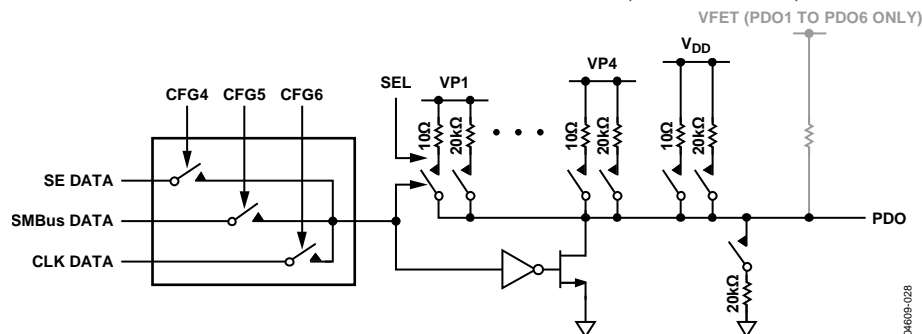 VFET (PDO1 TO PDO6 ONLY)
VDD
VP4
CFG4 CFG5 CFG6
SEL
VP1
10Ω
20kΩ
10Ω
20kΩ
10Ω
20kΩ
SE DATA
SMBus DATA
CLK DATA
PDO
20kΩ
04609-028